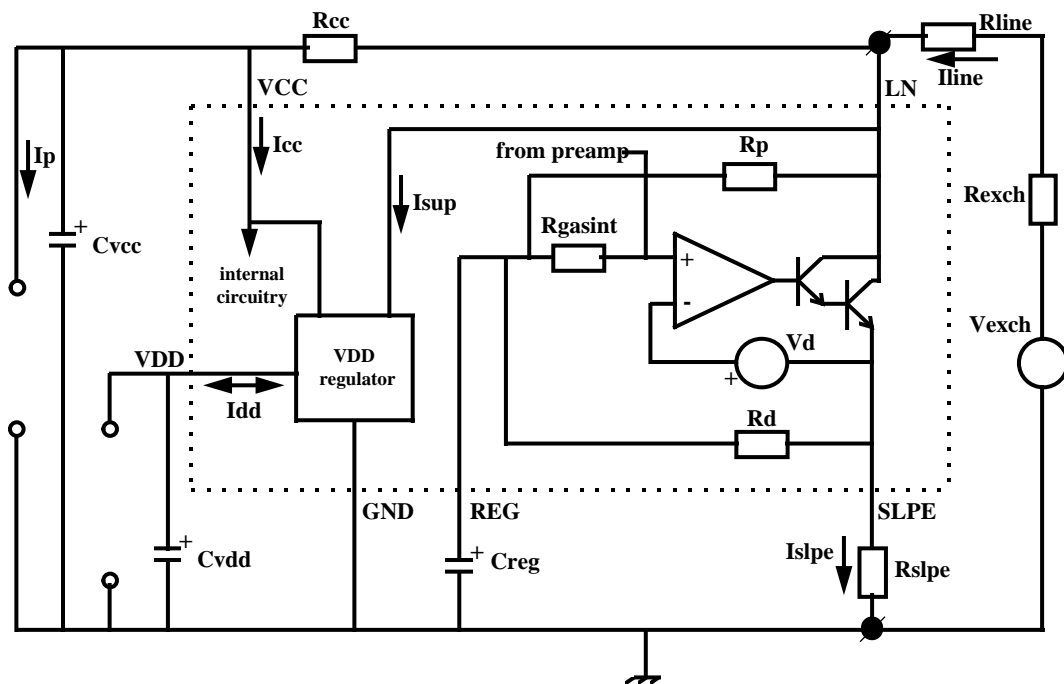 Rcc
Rline
Iline
VCC
LN
Icc
Ip
from preamp
Rp
Isup
Rexch
+
Cvcc
Rgasint
internal
circuitry
+
-
Vexch
VDD
VDD
regulator
Vd
+
Idd
Rd
GND
REG
SLPE
+
Cvdd
+
Creg
Islpe
Rslpe